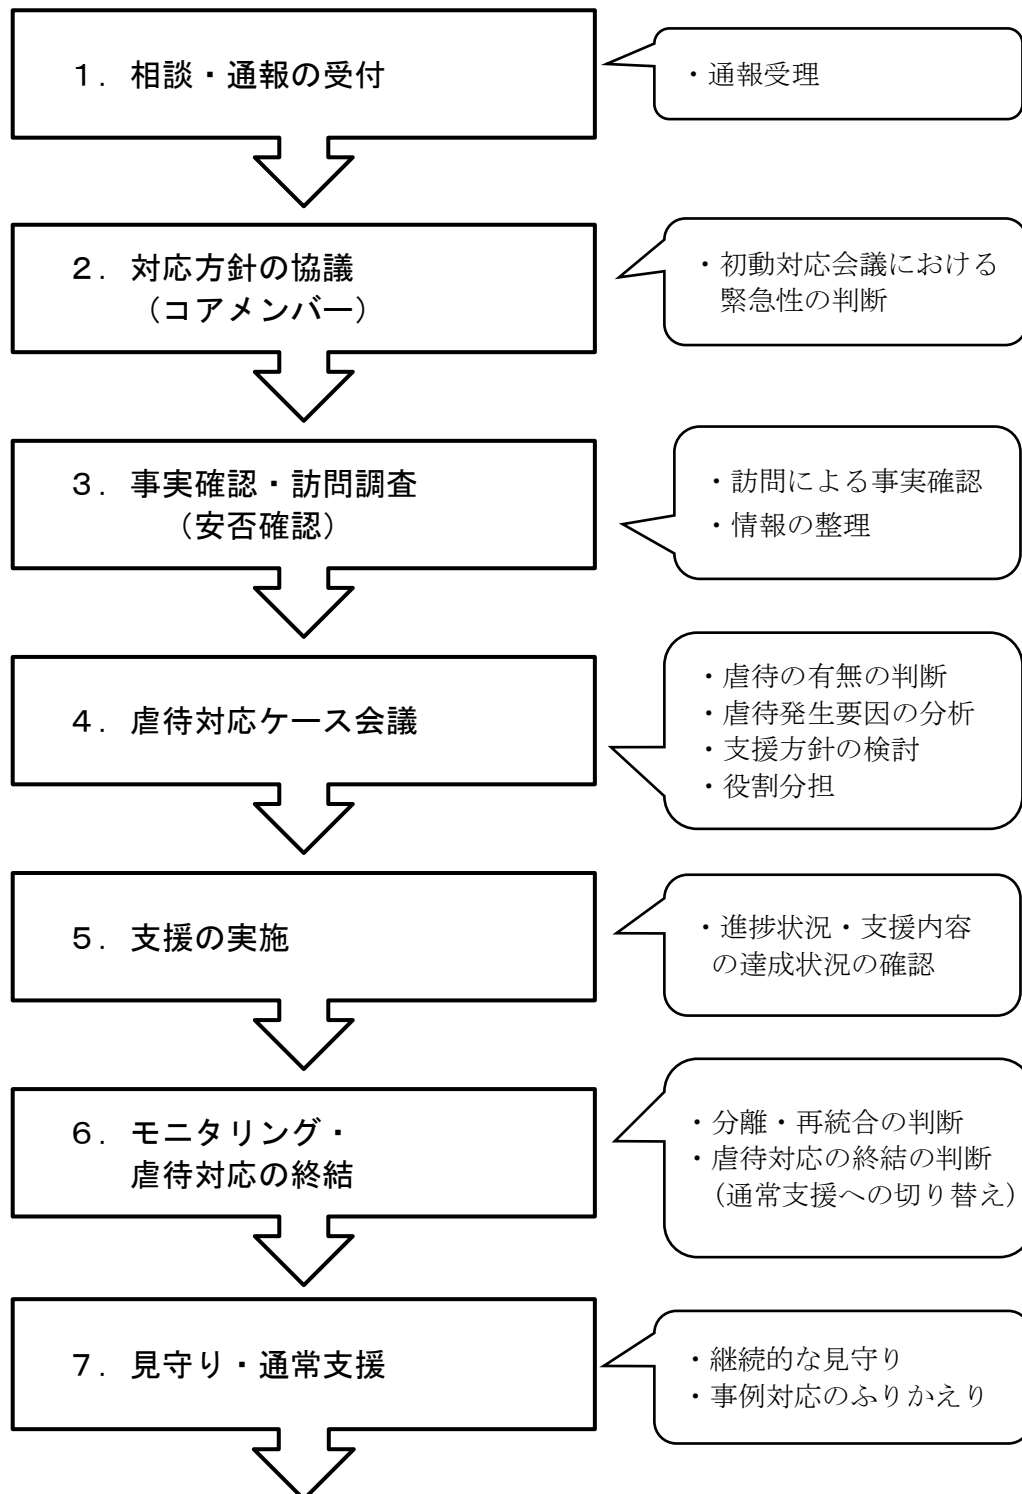 １．相談・通報の受付
・通報受理
２．対応方針の協議
（コアメンバー）
・初動対応会議における
緊急性の判断
３．事実確認・訪問調査
（安否確認）
・訪問による事実確認
・情報の整理
４．虐待対応ケース会議
・虐待の有無の判断
・虐待発生要因の分析
・支援方針の検討
・役割分担
５．支援の実施
・進捗状況・支援内容
の達成状況の確認
６．モニタリング・
虐待対応の終結
・分離・再統合の判断
・虐待対応の終結の判断
（通常支援への切り替え）
７．見守り・通常支援
・継続的な見守り
・事例対応のふりかえり